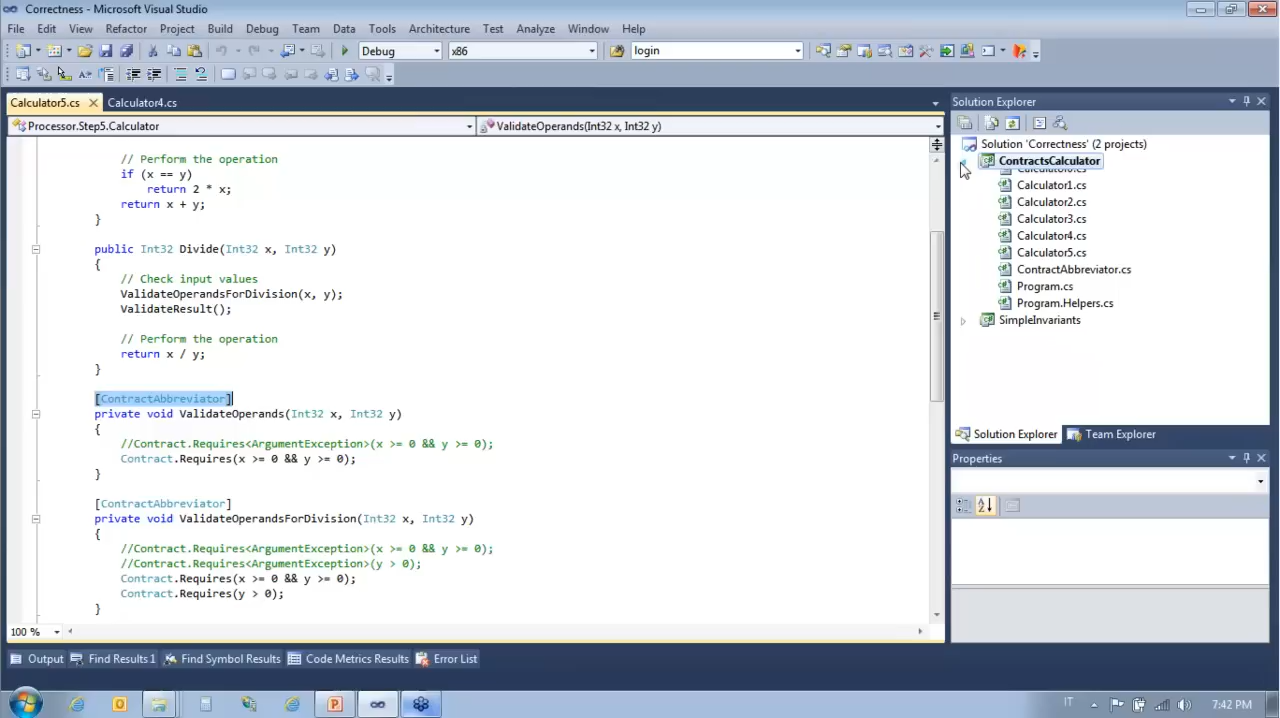 Correctness - Microsoft Visual Studio
File Edit View Refactor Project Build Debug Team Data Tools Architecture Test Analyze Window Help
Debug x86 login
Calculator5.cs Calculator4.cs
Processor.Step5.Calculator ValidateOperands(Int32 x, Int32 y)
// Perform the operation
if (x == y)
return 2 * x;
return x + y;
}
public Int32 Divide(Int32 x, Int32 y)
{
// Check input values
ValidateOperandsForDivision(x, y);
ValidateResult();
// Perform the operation
return x / y;
}
[ContractAbbreviator]
private void ValidateOperands(Int32 x, Int32 y)
{
//Contract.Requires<ArgumentException>(x >= 0 && y >= 0);
Contract.Requires(x >= 0 && y >= 0);
}
[ContractAbbreviator]
private void ValidateOperandsForDivision(Int32 x, Int32 y)
{
//Contract.Requires<ArgumentException>(x >= 0 && y >= 0);
//Contract.Requires<ArgumentException>(y > 0);
Contract.Requires(x >= 0 && y >= 0);
Contract.Requires(y > 0);
}
100 %
Solution Explorer
Solution 'Correctness' (2 projects)
ContractsCalculator
Calculator0.cs
Calculator1.cs
Calculator2.cs
Calculator3.cs
Calculator4.cs
Calculator5.cs
ContractAbbreviator.cs
Program.cs
Program.Helpers.cs
SimpleInvariants
Solution Explorer Team Explorer
Properties
Output Find Results 1 Find Symbol Results Code Metrics Results Error List
IT 7:42 PM